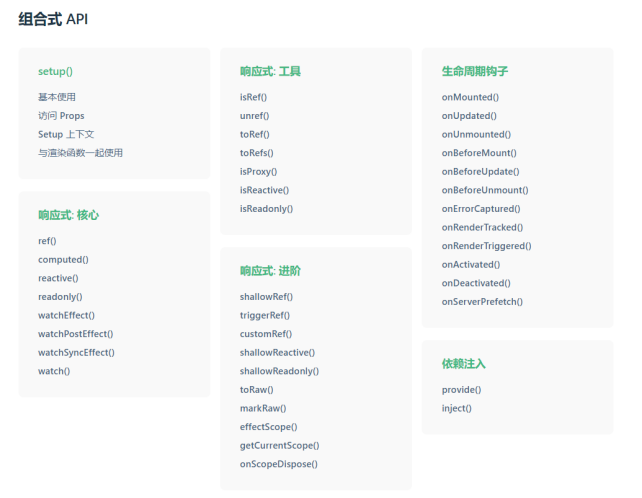 组合式 API
setup()
基本使用
访问 Props
Setup 上下文
与渲染函数一起使用
响应式: 核心
ref()
computed()
reactive()
readonly()
watchEffect()
watchPostEffect()
watchSyncEffect()
watch()
响应式: 工具
isRef()
unref()
toRef()
toRefs()
isProxy()
isReactive()
isReadonly()
响应式: 进阶
shallowRef()
triggerRef()
customRef()
shallowReactive()
shallowReadonly()
toRaw()
markRaw()
effectScope()
getCurrentScope()
onScopeDispose()
生命周期钩子
onMounted()
onUpdated()
onUnmounted()
onBeforeMount()
onBeforeUpdate()
onBeforeUnmount()
onErrorCaptured()
onRenderTracked()
onRenderTriggered()
onActivated()
onDeactivated()
onServerPrefetch()
依赖注入
provide()
inject()